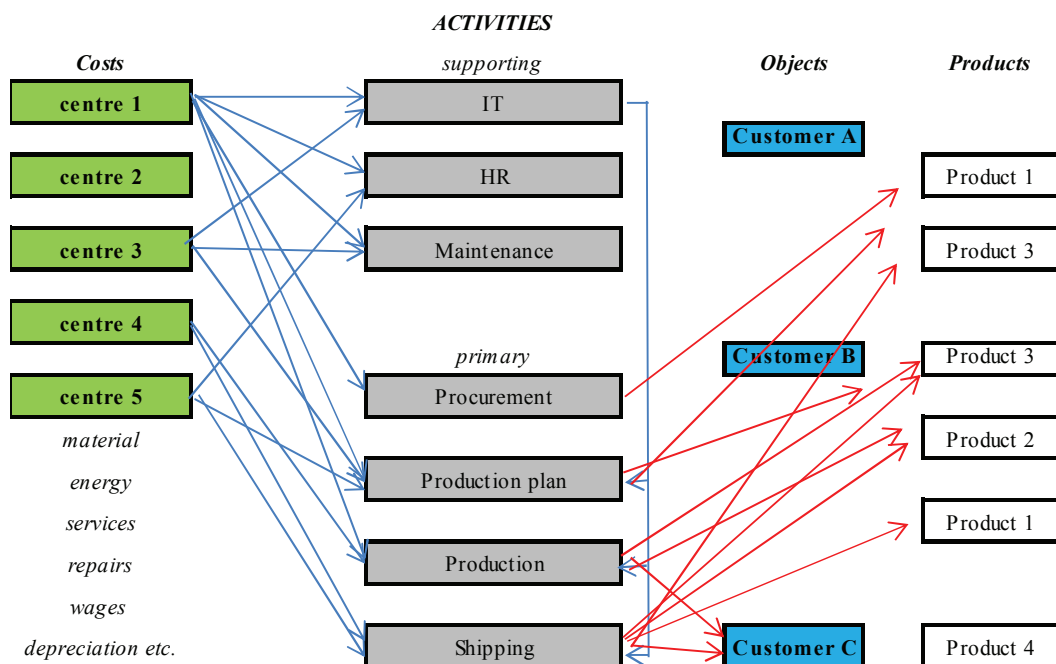 ACTIVITIES
Costs
supporting
Objects
Products
centre 1
IT
Customer A
centre 2
HR
Product 1
centre 3
Maintenance
Product 3
centre 4
primary
Customer B
Product 3
centre 5
Procurement
material
Product 2
energy
Production plan
services
Product 1
repairs
Production
wages
depreciation etc.
Shipping
Customer C
Product 4